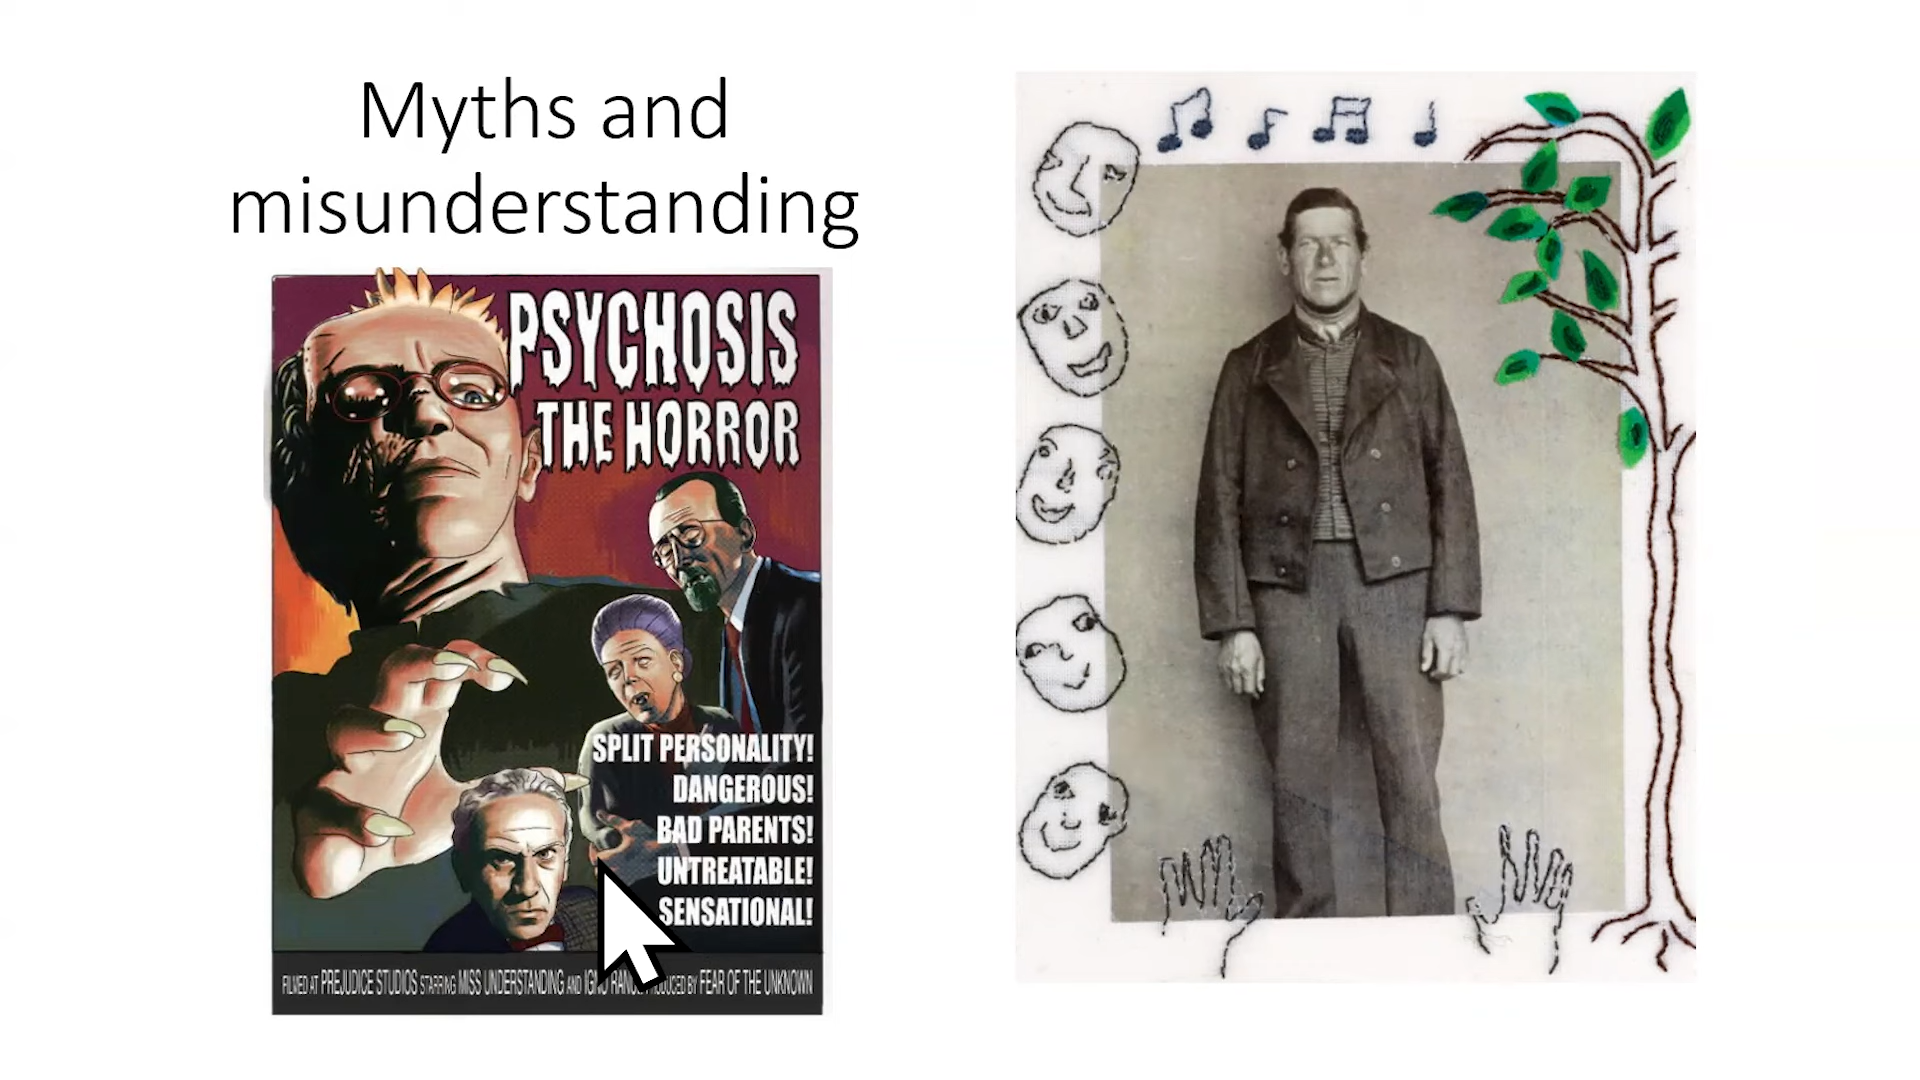 Myths and
misunderstanding
PSYCHOSIS
THE HORROR
SPLIT PERSONALITY!
DANGEROUS!
BAD PARENTS!
UNTREATABLE!
SENSATIONAL!
FILMED AT PREJUDICE STUDIOS STARRING MISS UNDERSTANDING AND BY FEAR OF THE UNKNOWN